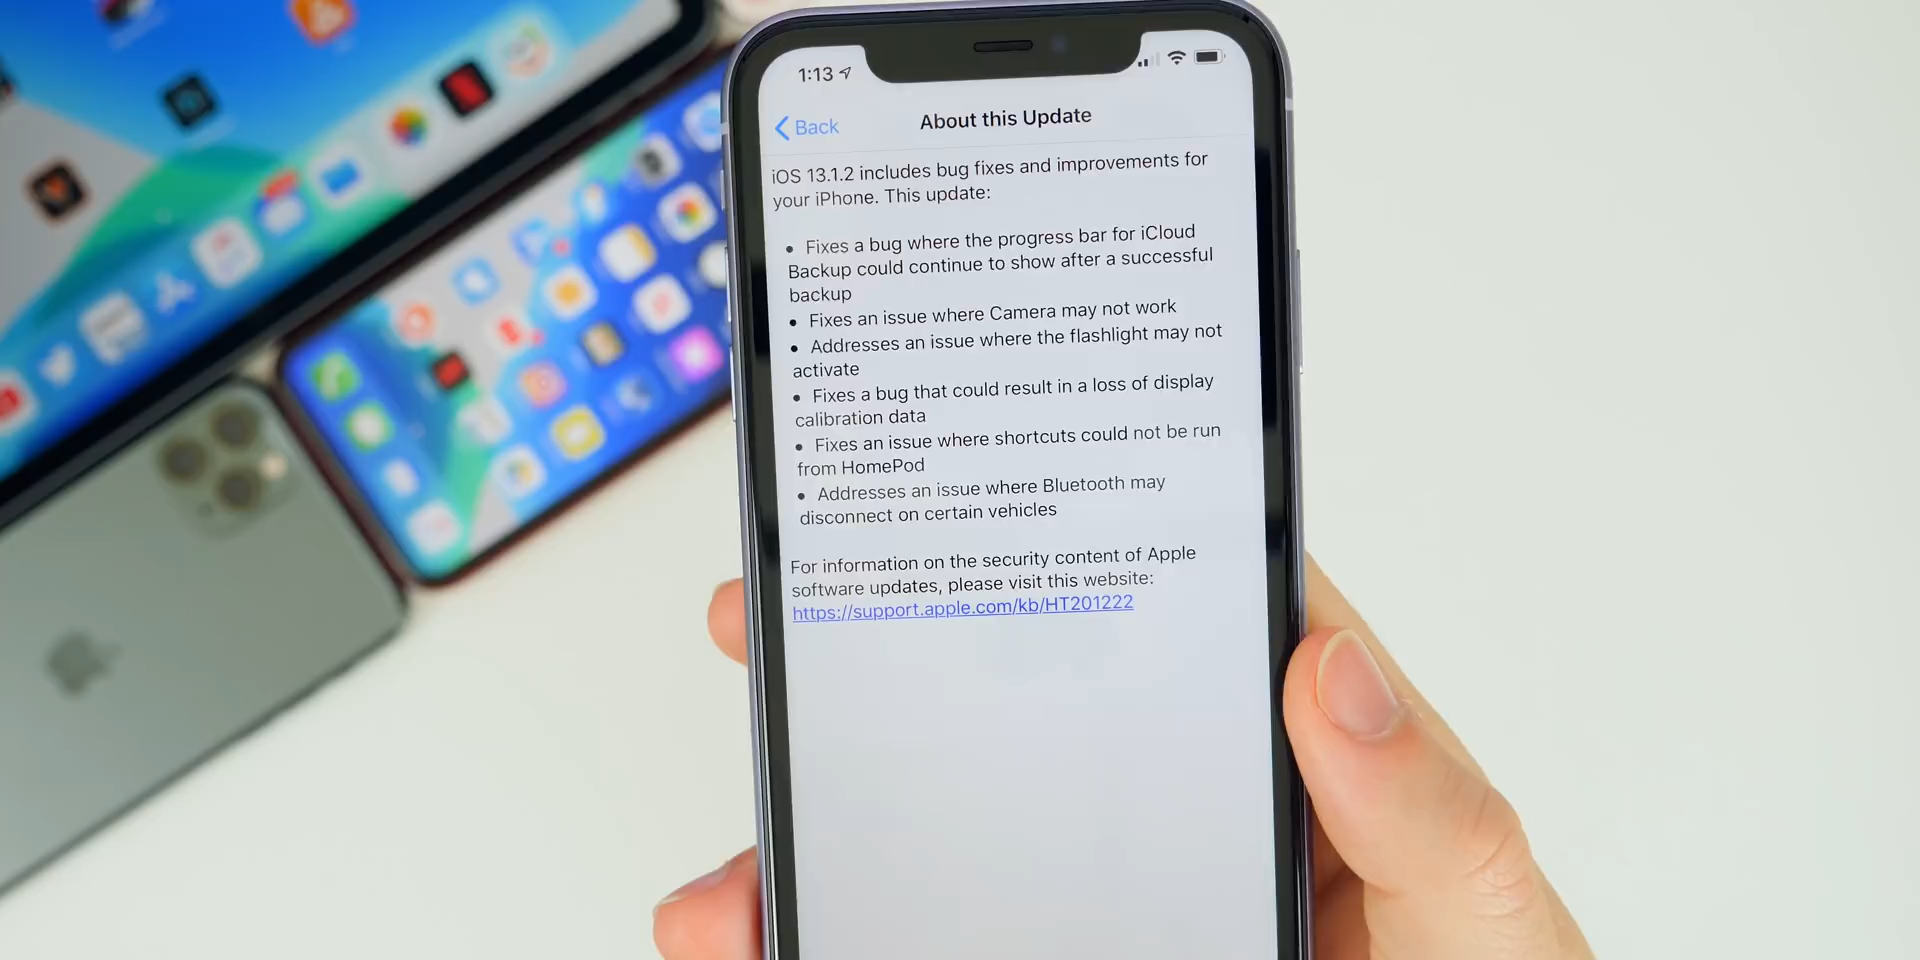 1:13
Back
About this Update
iOS 13.1.2 includes bug fixes and improvements for
your iPhone. This update:
• Fixes a bug where the progress bar for iCloud
Backup could continue to show after a successful
backup
• Fixes an issue where Camera may not work
• Addresses an issue where the flashlight may not
activate
• Fixes a bug that could result in a loss of display
calibration data
• Fixes an issue where shortcuts could not be run
from HomePod
• Addresses an issue where Bluetooth may
disconnect on certain vehicles
For information on the security content of Apple
software updates, please visit this website:
https://support.apple.com/kb/HT201222